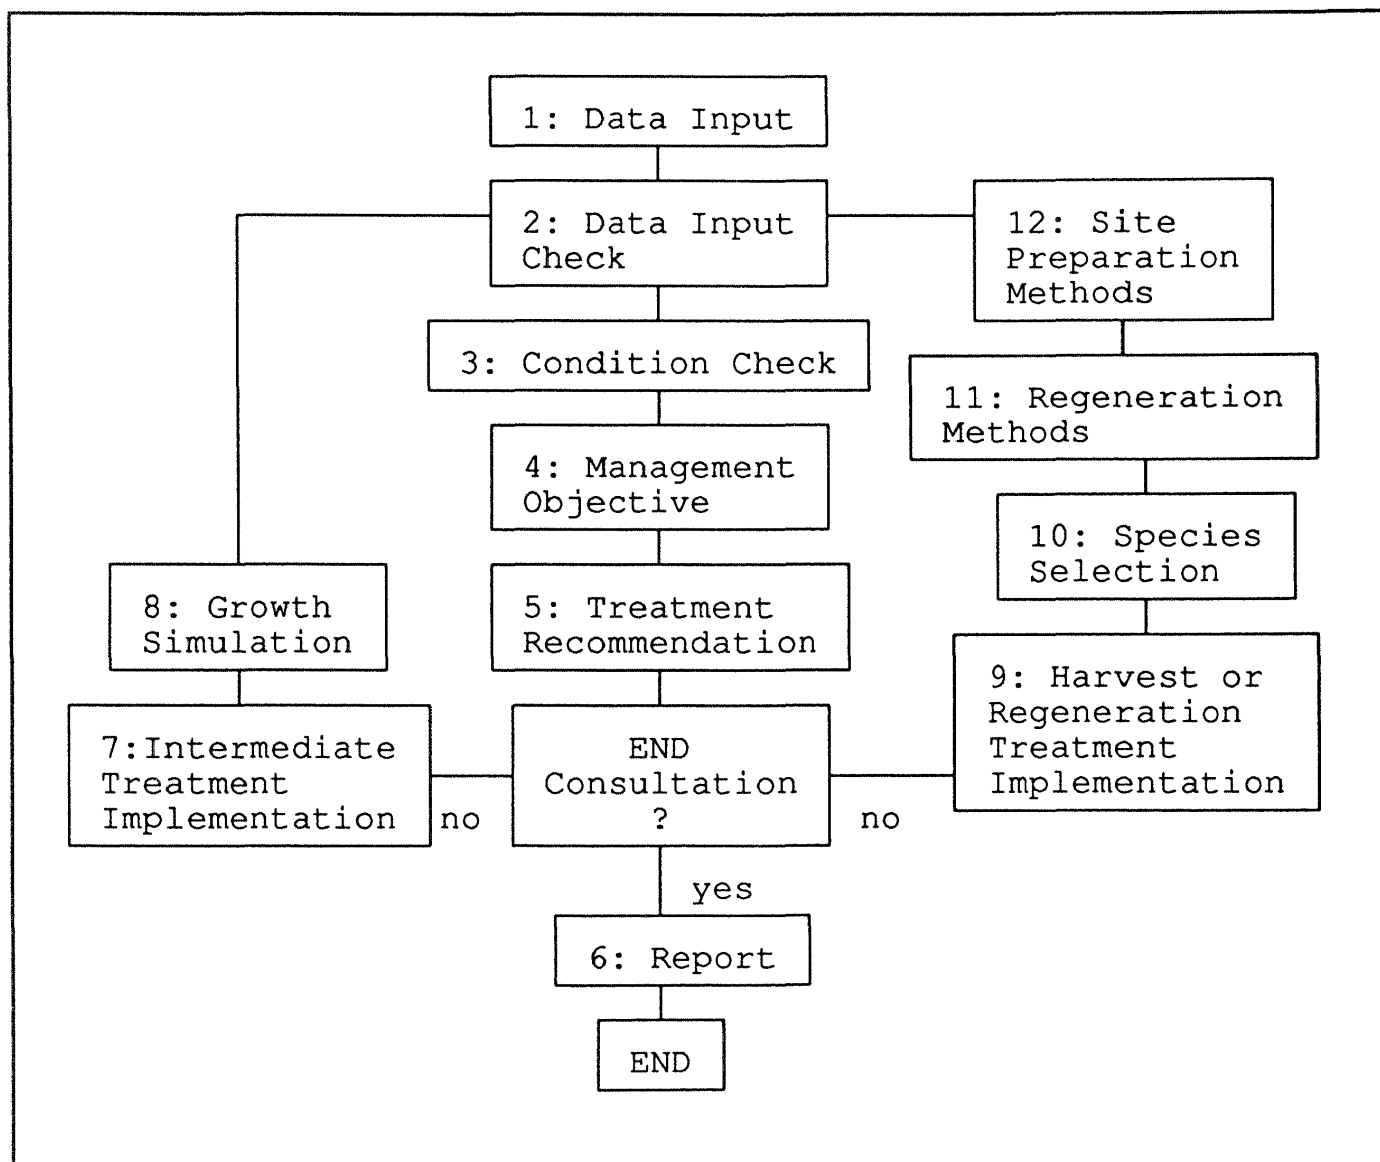 1: Data Input
2: Data Input
Check
12: Site
Preparation
Methods
3: Condition Check
11: Regeneration
Methods
4: Management
Objective
10: Species
Selection
8: Growth
Simulation
5: Treatment
Recommendation
9: Harvest or
Regeneration
Treatment
Implementation
7:Intermediate
Treatment
Implementation
no
END
Consultation
?
no
yes
6: Report
END